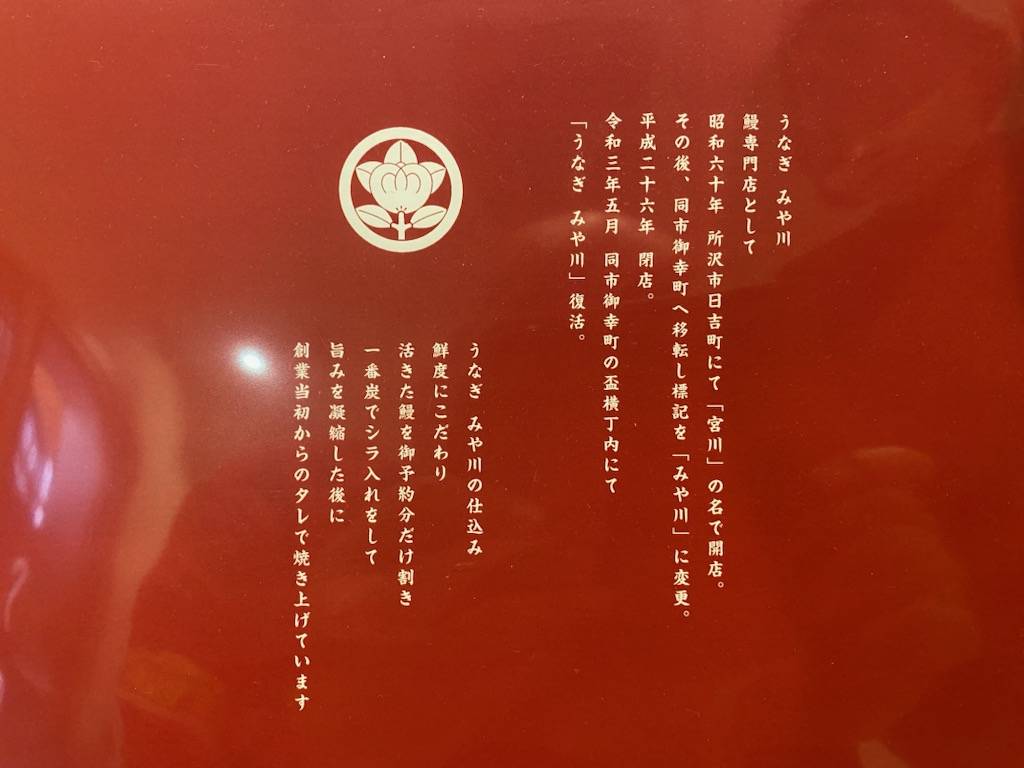 うなぎ みや川
鰻専門店として
昭和六十年 所沢市日吉町にて「宮川」の名で開店。
その後、同市御幸町へ移転し標記を「みや川」に変更。
平成二十六年 閉店。
令和三年五月 同市御幸町の盃横丁内にて
「うなぎ みや川」復活。
うなぎ みや川の仕込み
鮮度にこだわり
活きた鰻を御予約分だけ割き
一番炭でシラ入れをして
旨みを凝縮した後に
創業当初からのタレで焼き上げています